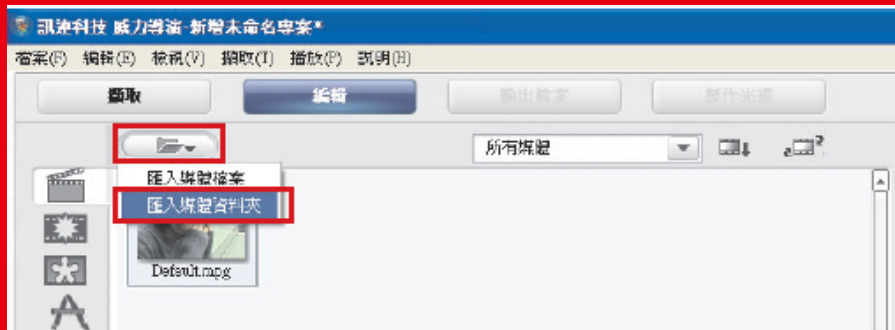 訊連科技 威力導演-新增未命名專案*
檔案(F) 編輯(E) 檢視(V) 擷取(T) 播放(P) 說明(H)
擷取 編輯 輸出檔案 製作光碟
所有媒體
匯入媒體檔案
匯入媒體資料夾
Default.mpg